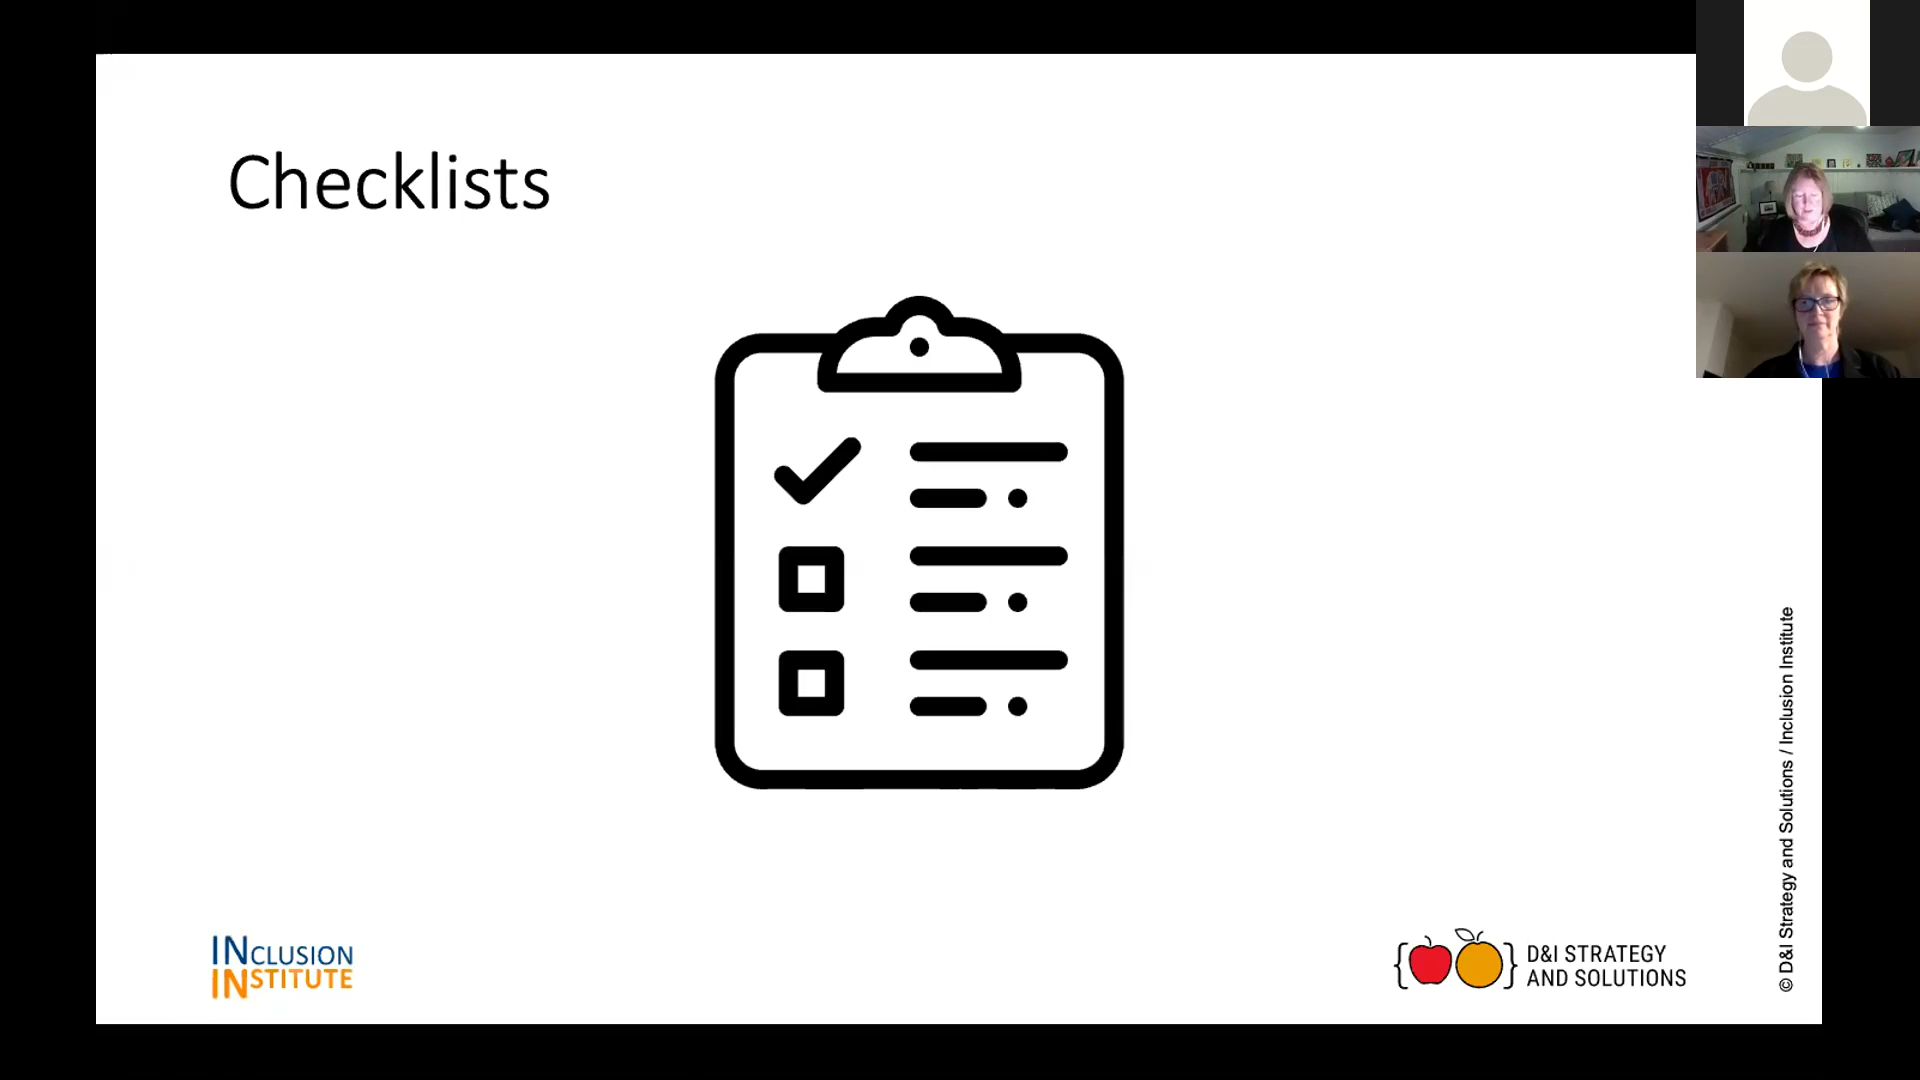 Checklists
INCLUSION
INSTITUTE
D&I STRATEGY
AND SOLUTIONS
© D&I Strategy and Solutions / Inclusion Institute